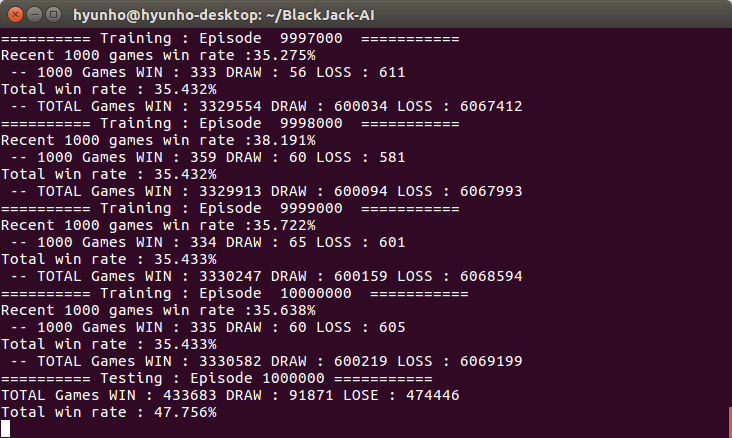 hyunho@hyunho-desktop: ~/BlackJack-AI
========== Training : Episode  9997000  ===========
Recent 1000 games win rate :35.275%
 -- 1000 Games WIN : 333 DRAW : 56 LOSS : 611
Total win rate : 35.432%
 -- TOTAL Games WIN : 3329554 DRAW : 600034 LOSS : 6067412
========== Training : Episode  9998000  ===========
Recent 1000 games win rate :38.191%
 -- 1000 Games WIN : 359 DRAW : 60 LOSS : 581
Total win rate : 35.432%
 -- TOTAL Games WIN : 3329913 DRAW : 600094 LOSS : 6067993
========== Training : Episode  9999000  ===========
Recent 1000 games win rate :35.722%
 -- 1000 Games WIN : 334 DRAW : 65 LOSS : 601
Total win rate : 35.433%
 -- TOTAL Games WIN : 3330247 DRAW : 600159 LOSS : 6068594
========== Training : Episode  10000000  ===========
Recent 1000 games win rate :35.638%
 -- 1000 Games WIN : 335 DRAW : 60 LOSS : 605
Total win rate : 35.433%
 -- TOTAL Games WIN : 3330582 DRAW : 600219 LOSS : 6069199
========== Testing : Episode 1000000 ===========
TOTAL Games WIN : 433683 DRAW : 91871 LOSE : 474446
Total win rate : 47.756%